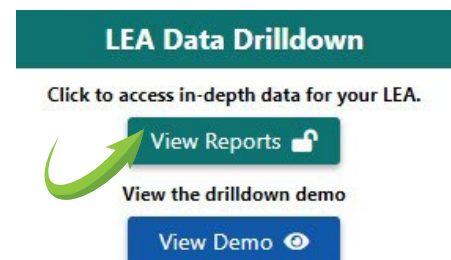 LEA Data Drilldown
Click to access in-depth data for your LEA.
View Reports
View the drilldown demo
View Demo